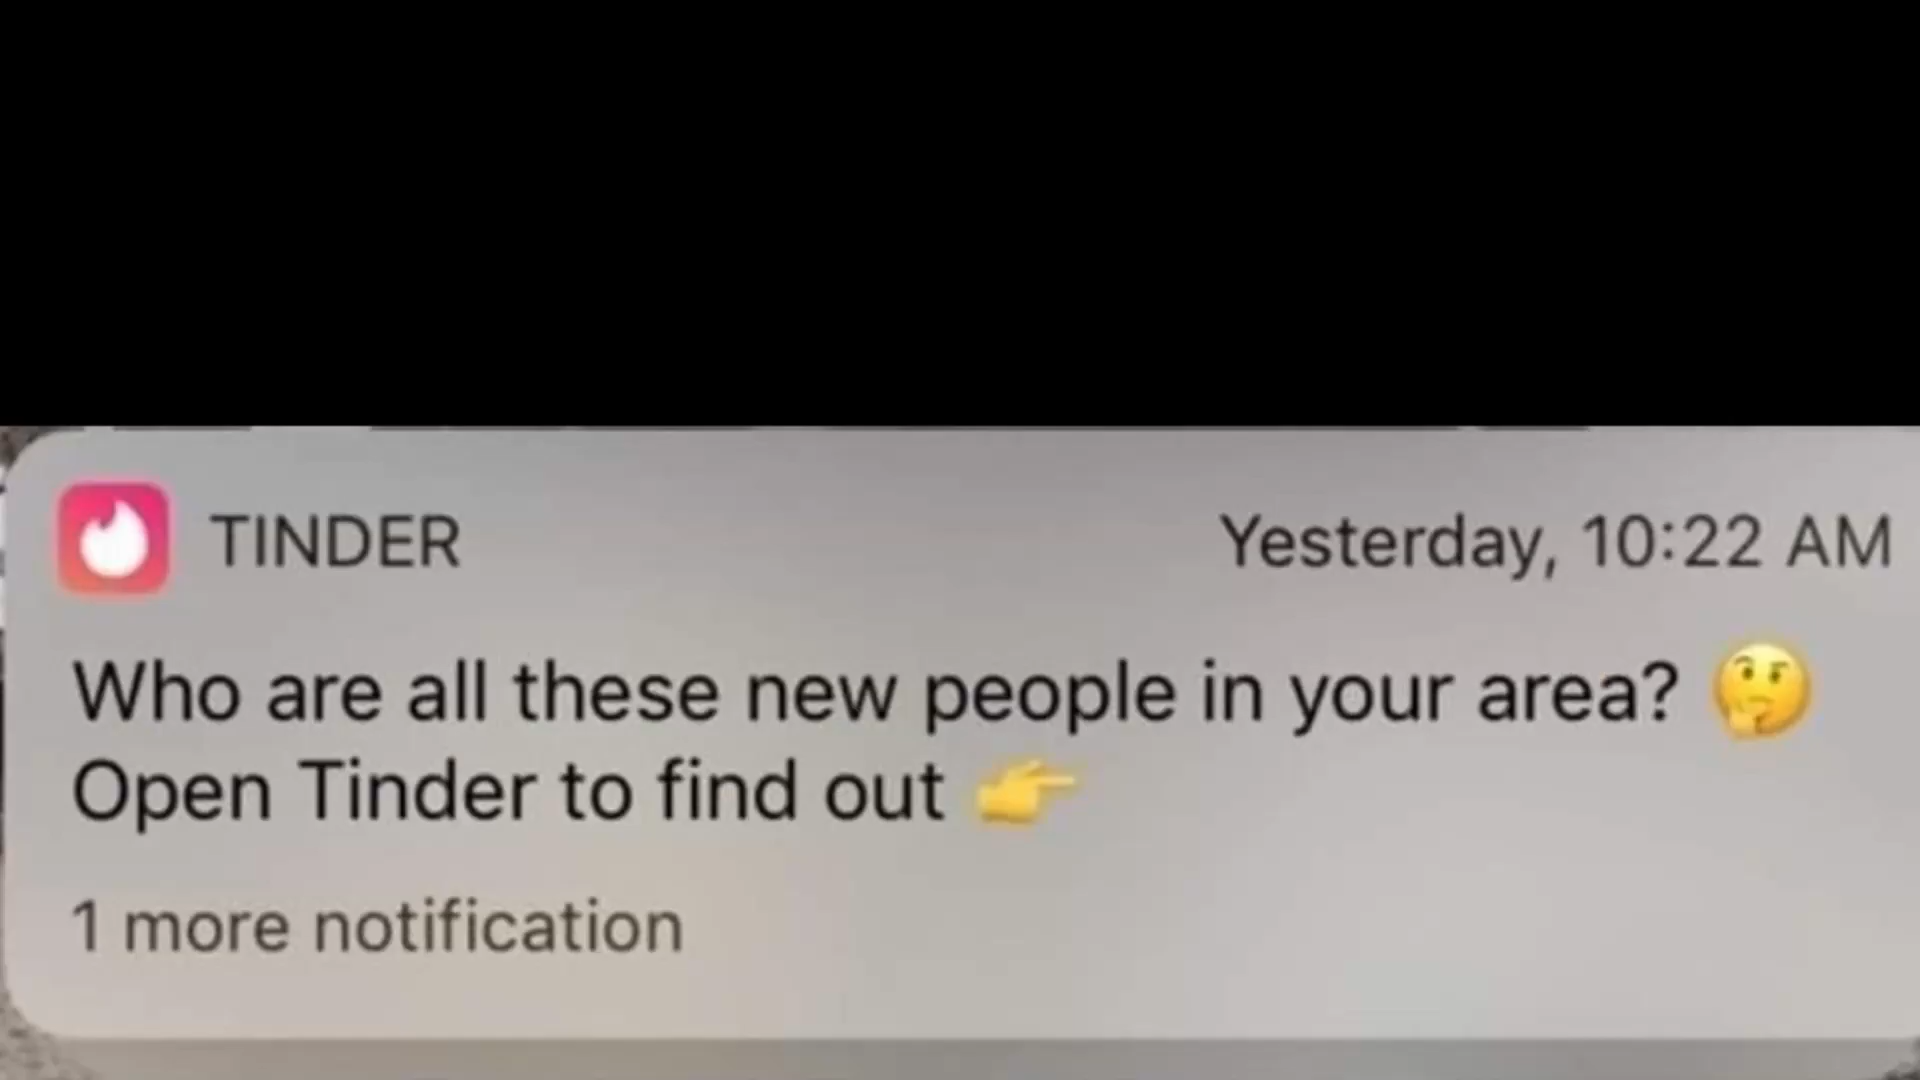 TINDER
Yesterday, 10:22 AM
Who are all these new people in your area? 🤔
Open Tinder to find out 👉
1 more notification